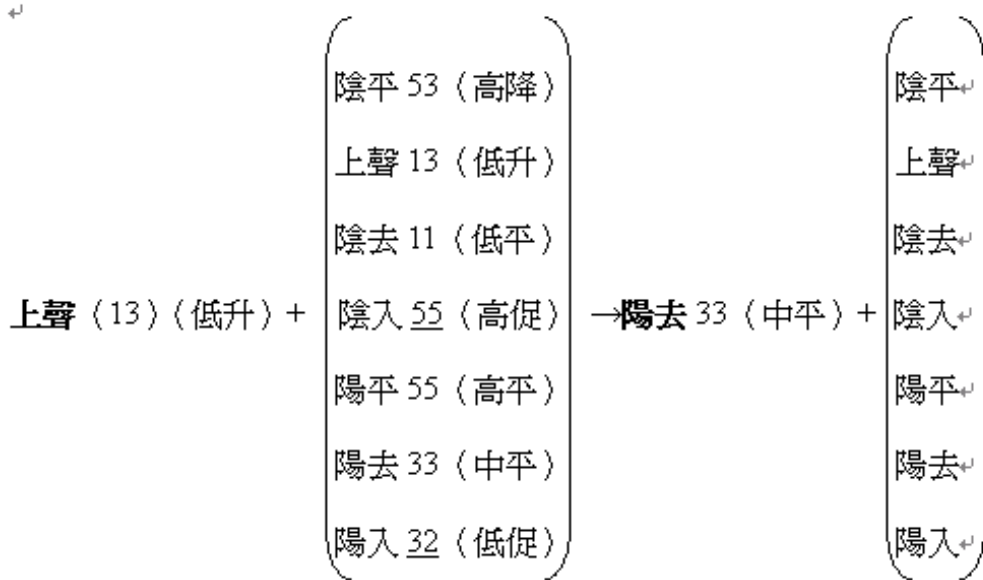 陰平 53（高降） 陰平
上聲 13（低升） 上聲
陰去 11（低平） 陰去
上聲（13）（低升）+ 陰入 55（高促） →陽去 33（中平）+ 陰入
陽平 55（高平） 陽平
陽去 33（中平） 陽去
陽入 32（低促） 陽入